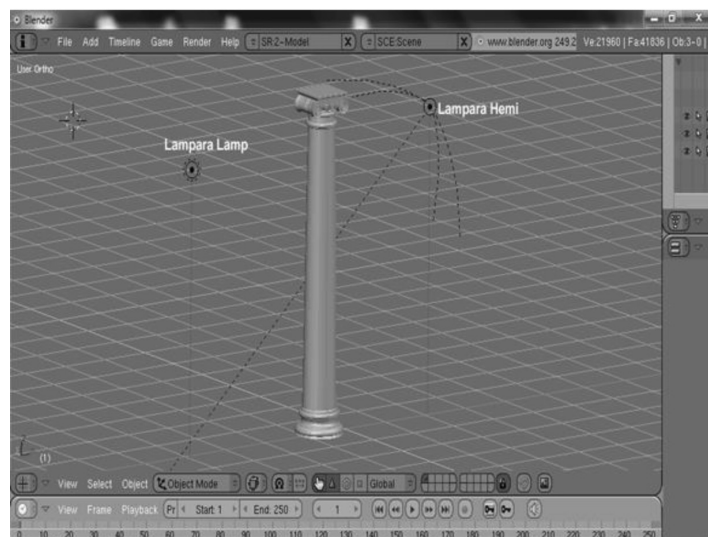 Blender
File Add Timeline Game Render Help SR:2-Model X SCE:Scene X www.blender.org 249.2 Ve:21960 | Fa:41836 | Ob:3-0 |
User Ortho
Lampara Hemi
Lampara Lamp
(1)
View Select Object Object Mode Global
View Frame Playback Pr Start: 1 End: 250 1
0 10 20 30 40 50 60 70 80 90 100 110 120 130 140 150 160 170 180 190 200 210 220 230 240 250